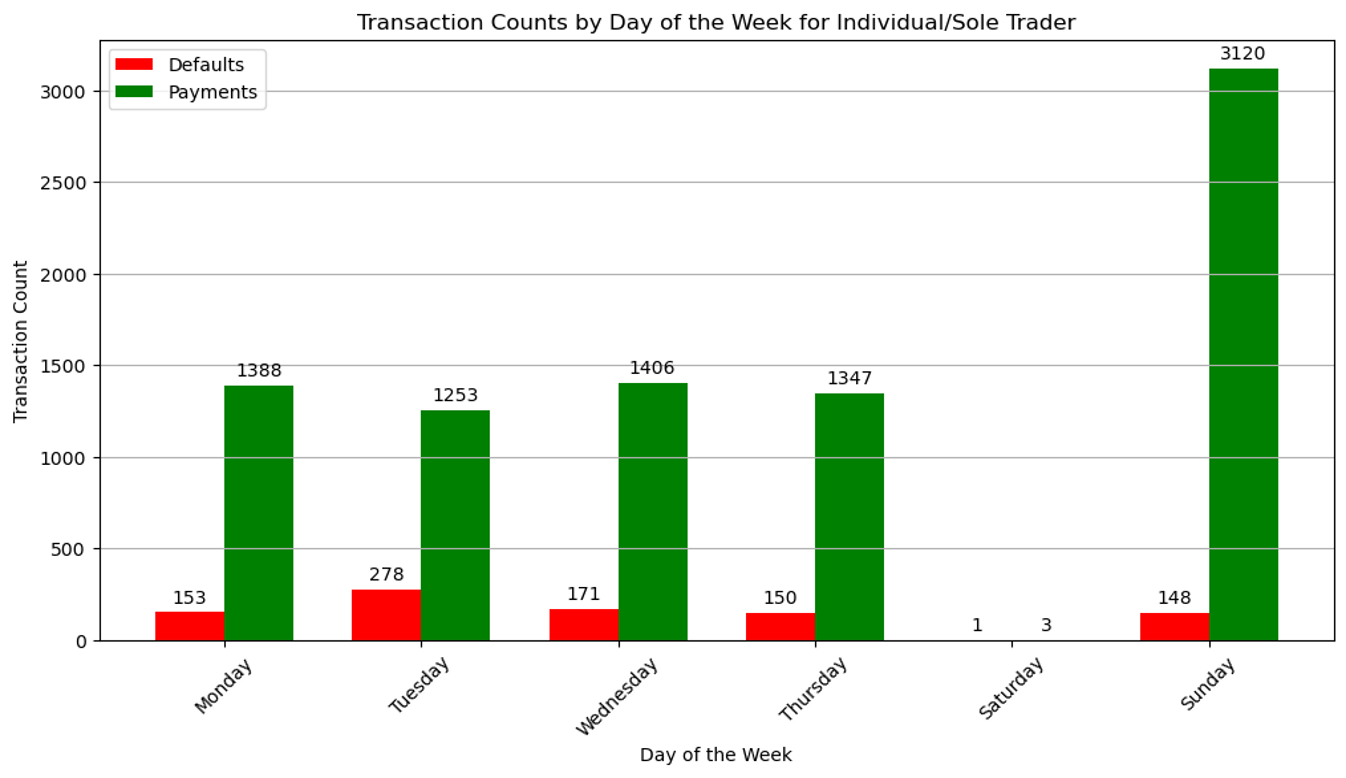 Transaction Counts by Day of the Week for Individual/Sole Trader
Defaults
Payments
Transaction Count
3000
2500
2000
1500
1000
500
0
153
1388
278
1253
171
1406
150
1347
1
3
148
3120
Monday
Tuesday
Wednesday
Thursday
Saturday
Sunday
Day of the Week